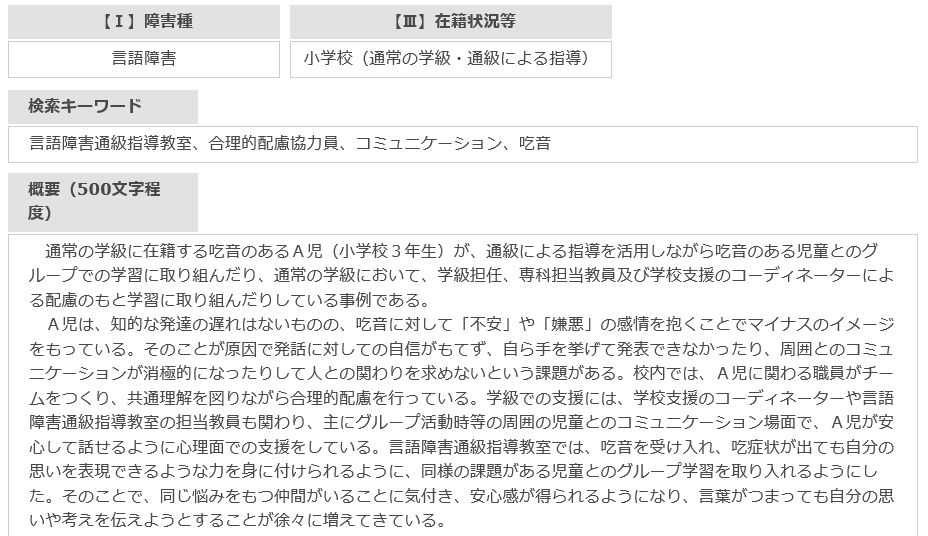 【Ⅰ】障害種
【Ⅲ】在籍状況等
言語障害
小学校（通常の学級・通級による指導）
検索キーワード
言語障害通級指導教室、合理的配慮協力員、コミュニケーション、吃音
概要（500文字程
度）
　通常の学級に在籍する吃音のあるＡ児（小学校３年生）が、通級による指導を活用しながら吃音のある児童とのグ
ループでの学習に取り組んだり、通常の学級において、学級担任、専科担当教員及び学校支援のコーディネーターによ
る配慮のもと学習に取り組んだりしている事例である。
　Ａ児は、知的な発達の遅れはないものの、吃音に対して「不安」や「嫌悪」の感情を抱くことでマイナスのイメージ
をもっている。そのことが原因で発話に対しての自信がもてず、自ら手を挙げて発表できなかったり、周囲とのコミュ
ニケーションが消極的になったりして人との関わりを求めないという課題がある。校内では、Ａ児に関わる職員がチー
ムをつくり、共通理解を図りながら合理的配慮を行っている。学級での支援には、学校支援のコーディネーターや言語
障害通級指導教室の担当教員も関わり、主にグループ活動時等の周囲の児童とのコミュニケーション場面で、Ａ児が安
心して話せるように心理面での支援をしている。言語障害通級指導教室では、吃音を受け入れ、吃症状が出ても自分の
思いを表現できるような力を身に付けられるように、同様の課題がある児童とのグループ学習を取り入れるようにし
た。そのことで、同じ悩みをもつ仲間がいることに気付き、安心感が得られるようになり、言葉がつまっても自分の思
いや考えを伝えようとすることが徐々に増えてきている。